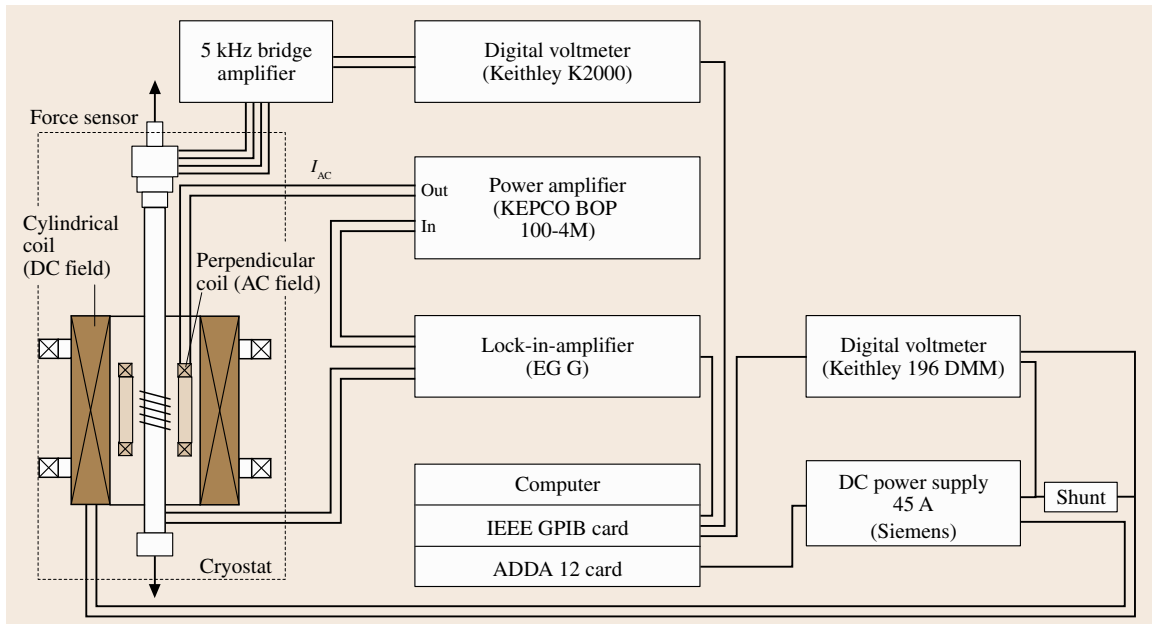 5 kHz bridge
amplifier
Digital voltmeter
(Keithley K2000)
Force sensor
I_AC
Out
In
Power amplifier
(KEPCO BOP
100-4M)
Cylindrical
coil
(DC field)
Perpendicular
coil (AC field)
Lock-in-amplifier
(EG G)
Digital voltmeter
(Keithley 196 DMM)
Computer
IEEE GPIB card
ADDA 12 card
DC power supply
45 A
(Siemens)
Shunt
Cryostat